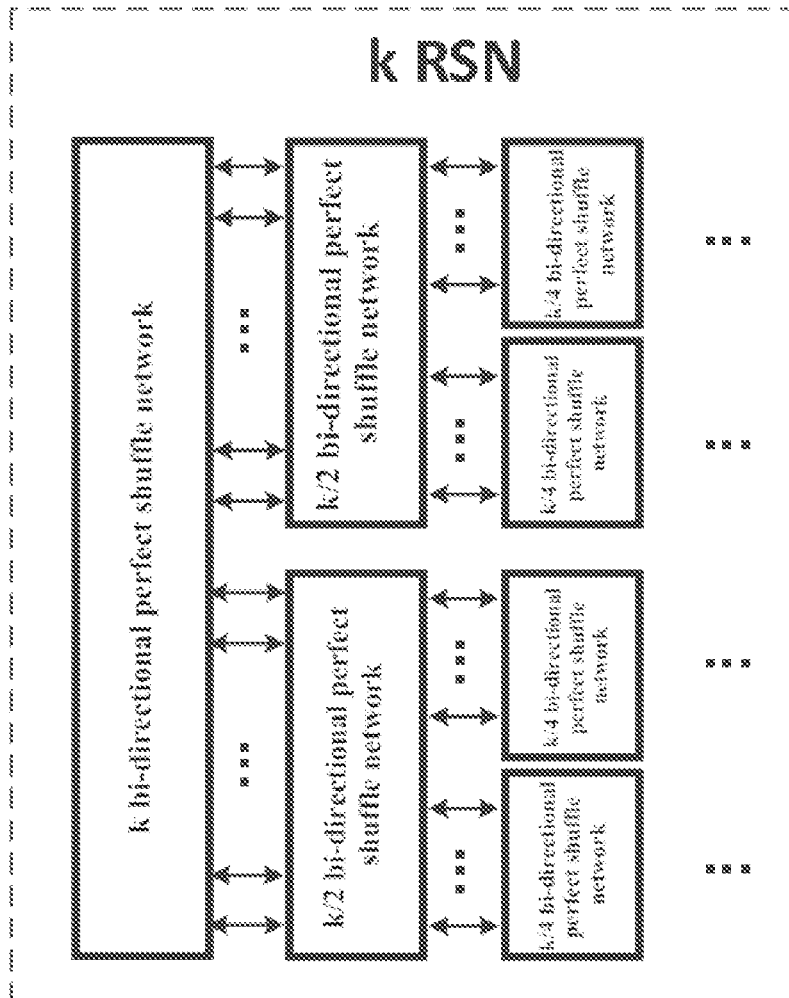 k RSN
k bi-directional perfect shuffle network
k/2 bi-directional perfect
shuffle network
k/2 bi-directional perfect
shuffle network
k/4 bi-directional
perfect shuffle
network
k/4 bi-directional
perfect shuffle
network
k/4 bi-directional
perfect shuffle
network
k/4 bi-directional
perfect shuffle
network